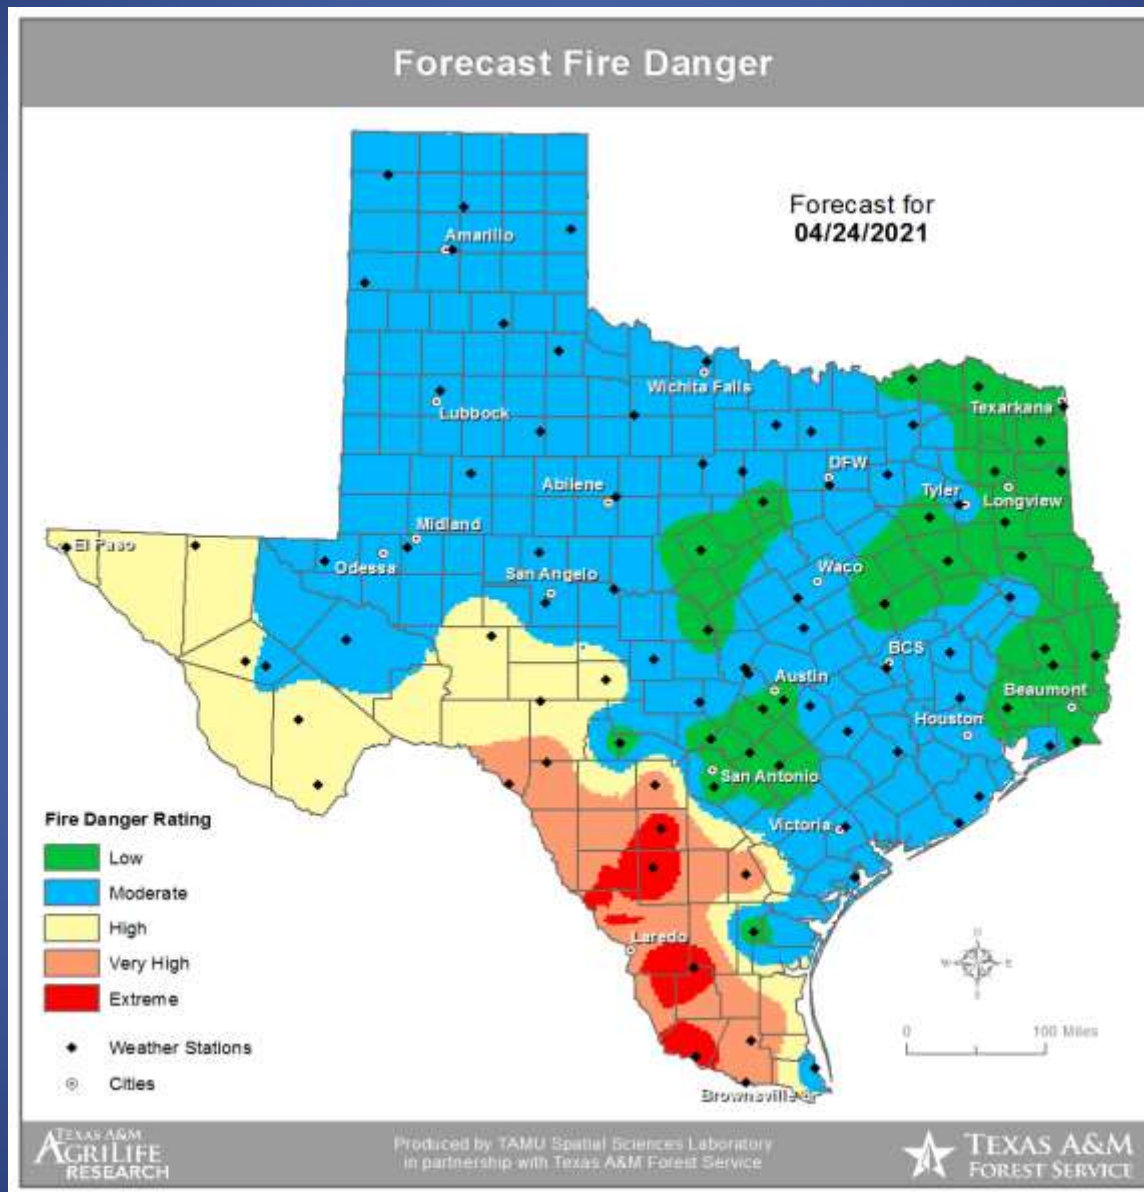 Forecast Fire Danger
Forecast for
04/24/2021
Amarillo
Wichita Falls
Lubbock
Texarkana
DFW
Abilene
Tyler
Longview
Midland
El Paso
Odessa
San Angelo
Waco
BCS
Austin
Beaumont
Houston
San Antonio
Victoria
Laredo
Brownsville
Fire Danger Rating
Low
Moderate
High
Very High
Extreme
Weather Stations
Cities
N
W
E
S
0
100 Miles
TEXAS A&M
AGRILIFE
RESEARCH
Produced by TAMU Spatial Sciences Laboratory
in partnership with Texas A&M Forest Service
TEXAS A&M
FOREST SERVICE